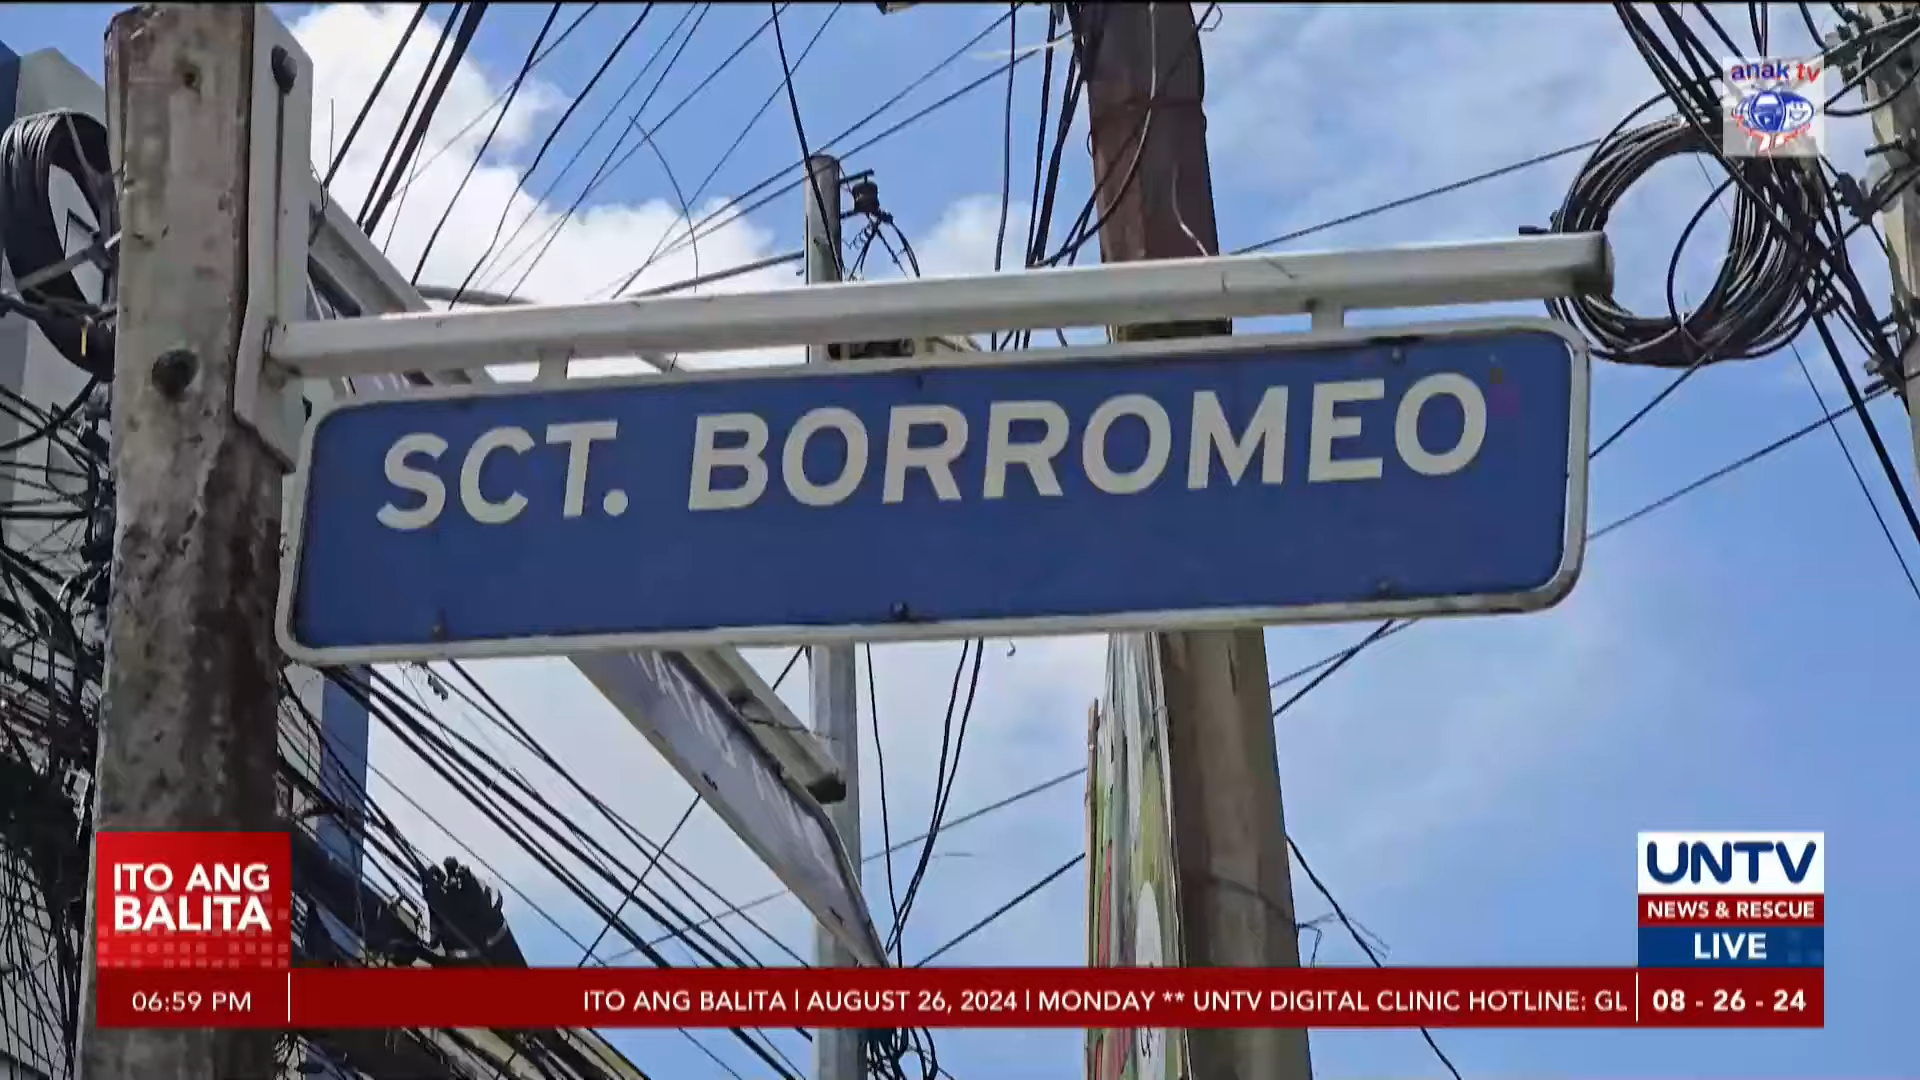 anak tv
SCT. BORROMEO
ITO ANG
BALITA
UNTV
NEWS & RESCUE
LIVE
06:59 PM
ITO ANG BALITA | AUGUST 26, 2024 | MONDAY ** UNTV DIGITAL CLINIC HOTLINE: GL
08 - 26 - 24